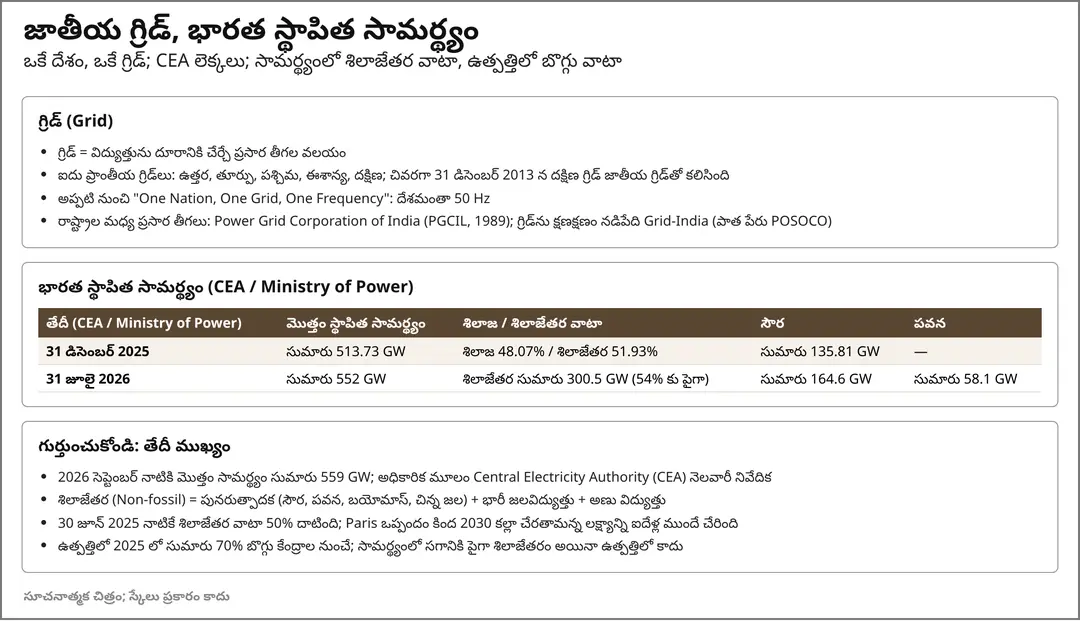 జాతీయ గ్రిడ్, భారత స్థాపిత సామర్థ్యం
ఒకే దేశం, ఒకే గ్రిడ్; CEA లెక్కలు; సామర్థ్యంలో శిలాజేతర వాటా, ఉత్పత్తిలో బొగ్గు వాటా
గ్రిడ్ (Grid)
• గ్రిడ్ = విద్యుత్తును దూరానికి చేర్చే ప్రసార తీగల వలయం
• ఐదు ప్రాంతీయ గ్రిడ్‌లు: ఉత్తర, తూర్పు, పశ్చిమ, ఈశాన్య, దక్షిణ; చివరగా 31 డిసెంబర్ 2013 న దక్షిణ గ్రిడ్ జాతీయ గ్రిడ్‌తో కలిసింది
• అప్పటి నుంచి "One Nation, One Grid, One Frequency": దేశమంతా 50 Hz
• రాష్ట్రాల మధ్య ప్రసార తీగలు: Power Grid Corporation of India (PGCIL, 1989); గ్రిడ్‌ను క్షణక్షణం నడిపేది Grid-India (పాత పేరు POSOCO)
భారత స్థాపిత సామర్థ్యం (CEA / Ministry of Power)
తేదీ (CEA / Ministry of Power) మొత్తం స్థాపిత సామర్థ్యం శిలాజ / శిలాజేతర వాటా సౌర పవన
31 డిసెంబర్ 2025 సుమారు 513.73 GW శిలాజ 48.07% / శిలాజేతర 51.93% సుమారు 135.81 GW —
31 జూలై 2026 సుమారు 552 GW శిలాజేతర సుమారు 300.5 GW (54% కు పైగా) సుమారు 164.6 GW సుమారు 58.1 GW
గుర్తుంచుకోండి: తేదీ ముఖ్యం
• 2026 సెప్టెంబర్ నాటికి మొత్తం సామర్థ్యం సుమారు 559 GW; అధికారిక మూలం Central Electricity Authority (CEA) నెలవారీ నివేదిక
• శిలాజేతర (Non-fossil) = పునరుత్పాదక (సౌర, పవన, బయోమాస్, చిన్న జల) + భారీ జలవిద్యుత్తు + అణు విద్యుత్తు
• 30 జూన్ 2025 నాటికే శిలాజేతర వాటా 50% దాటింది; Paris ఒప్పందం కింద 2030 కల్లా చేరతామన్న లక్ష్యాన్ని ఐదేళ్ల ముందే చేరింది
• ఉత్పత్తిలో 2025 లో సుమారు 70% బొగ్గు కేంద్రాల నుంచే; సామర్థ్యంలో సగానికి పైగా శిలాజేతరం అయినా ఉత్పత్తిలో కాదు
సూచనాత్మక చిత్రం; స్కేలు ప్రకారం కాదు